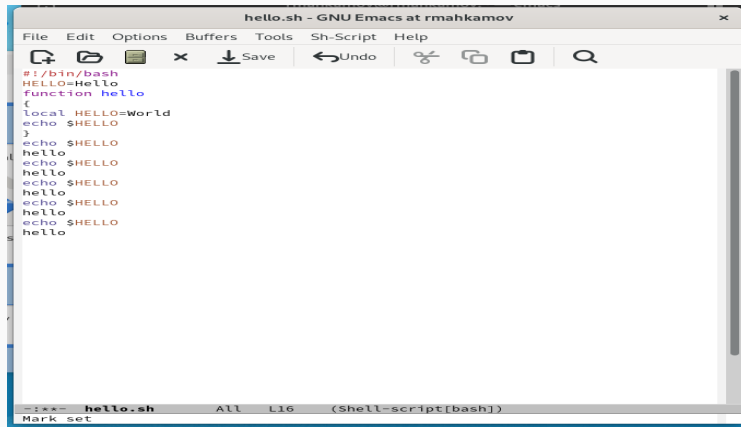 hello.sh - GNU Emacs at rmahkamov
File Edit Options Buffers Tools Sh-Script Help
Save Undo
#!/bin/bash
HELLO=Hello
function hello
{
local HELLO=World
echo $HELLO
}
echo $HELLO
hello
echo $HELLO
hello
echo $HELLO
hello
echo $HELLO
hello
echo $HELLO
hello
-:**- hello.sh All L16 (Shell-script[bash])
Mark set